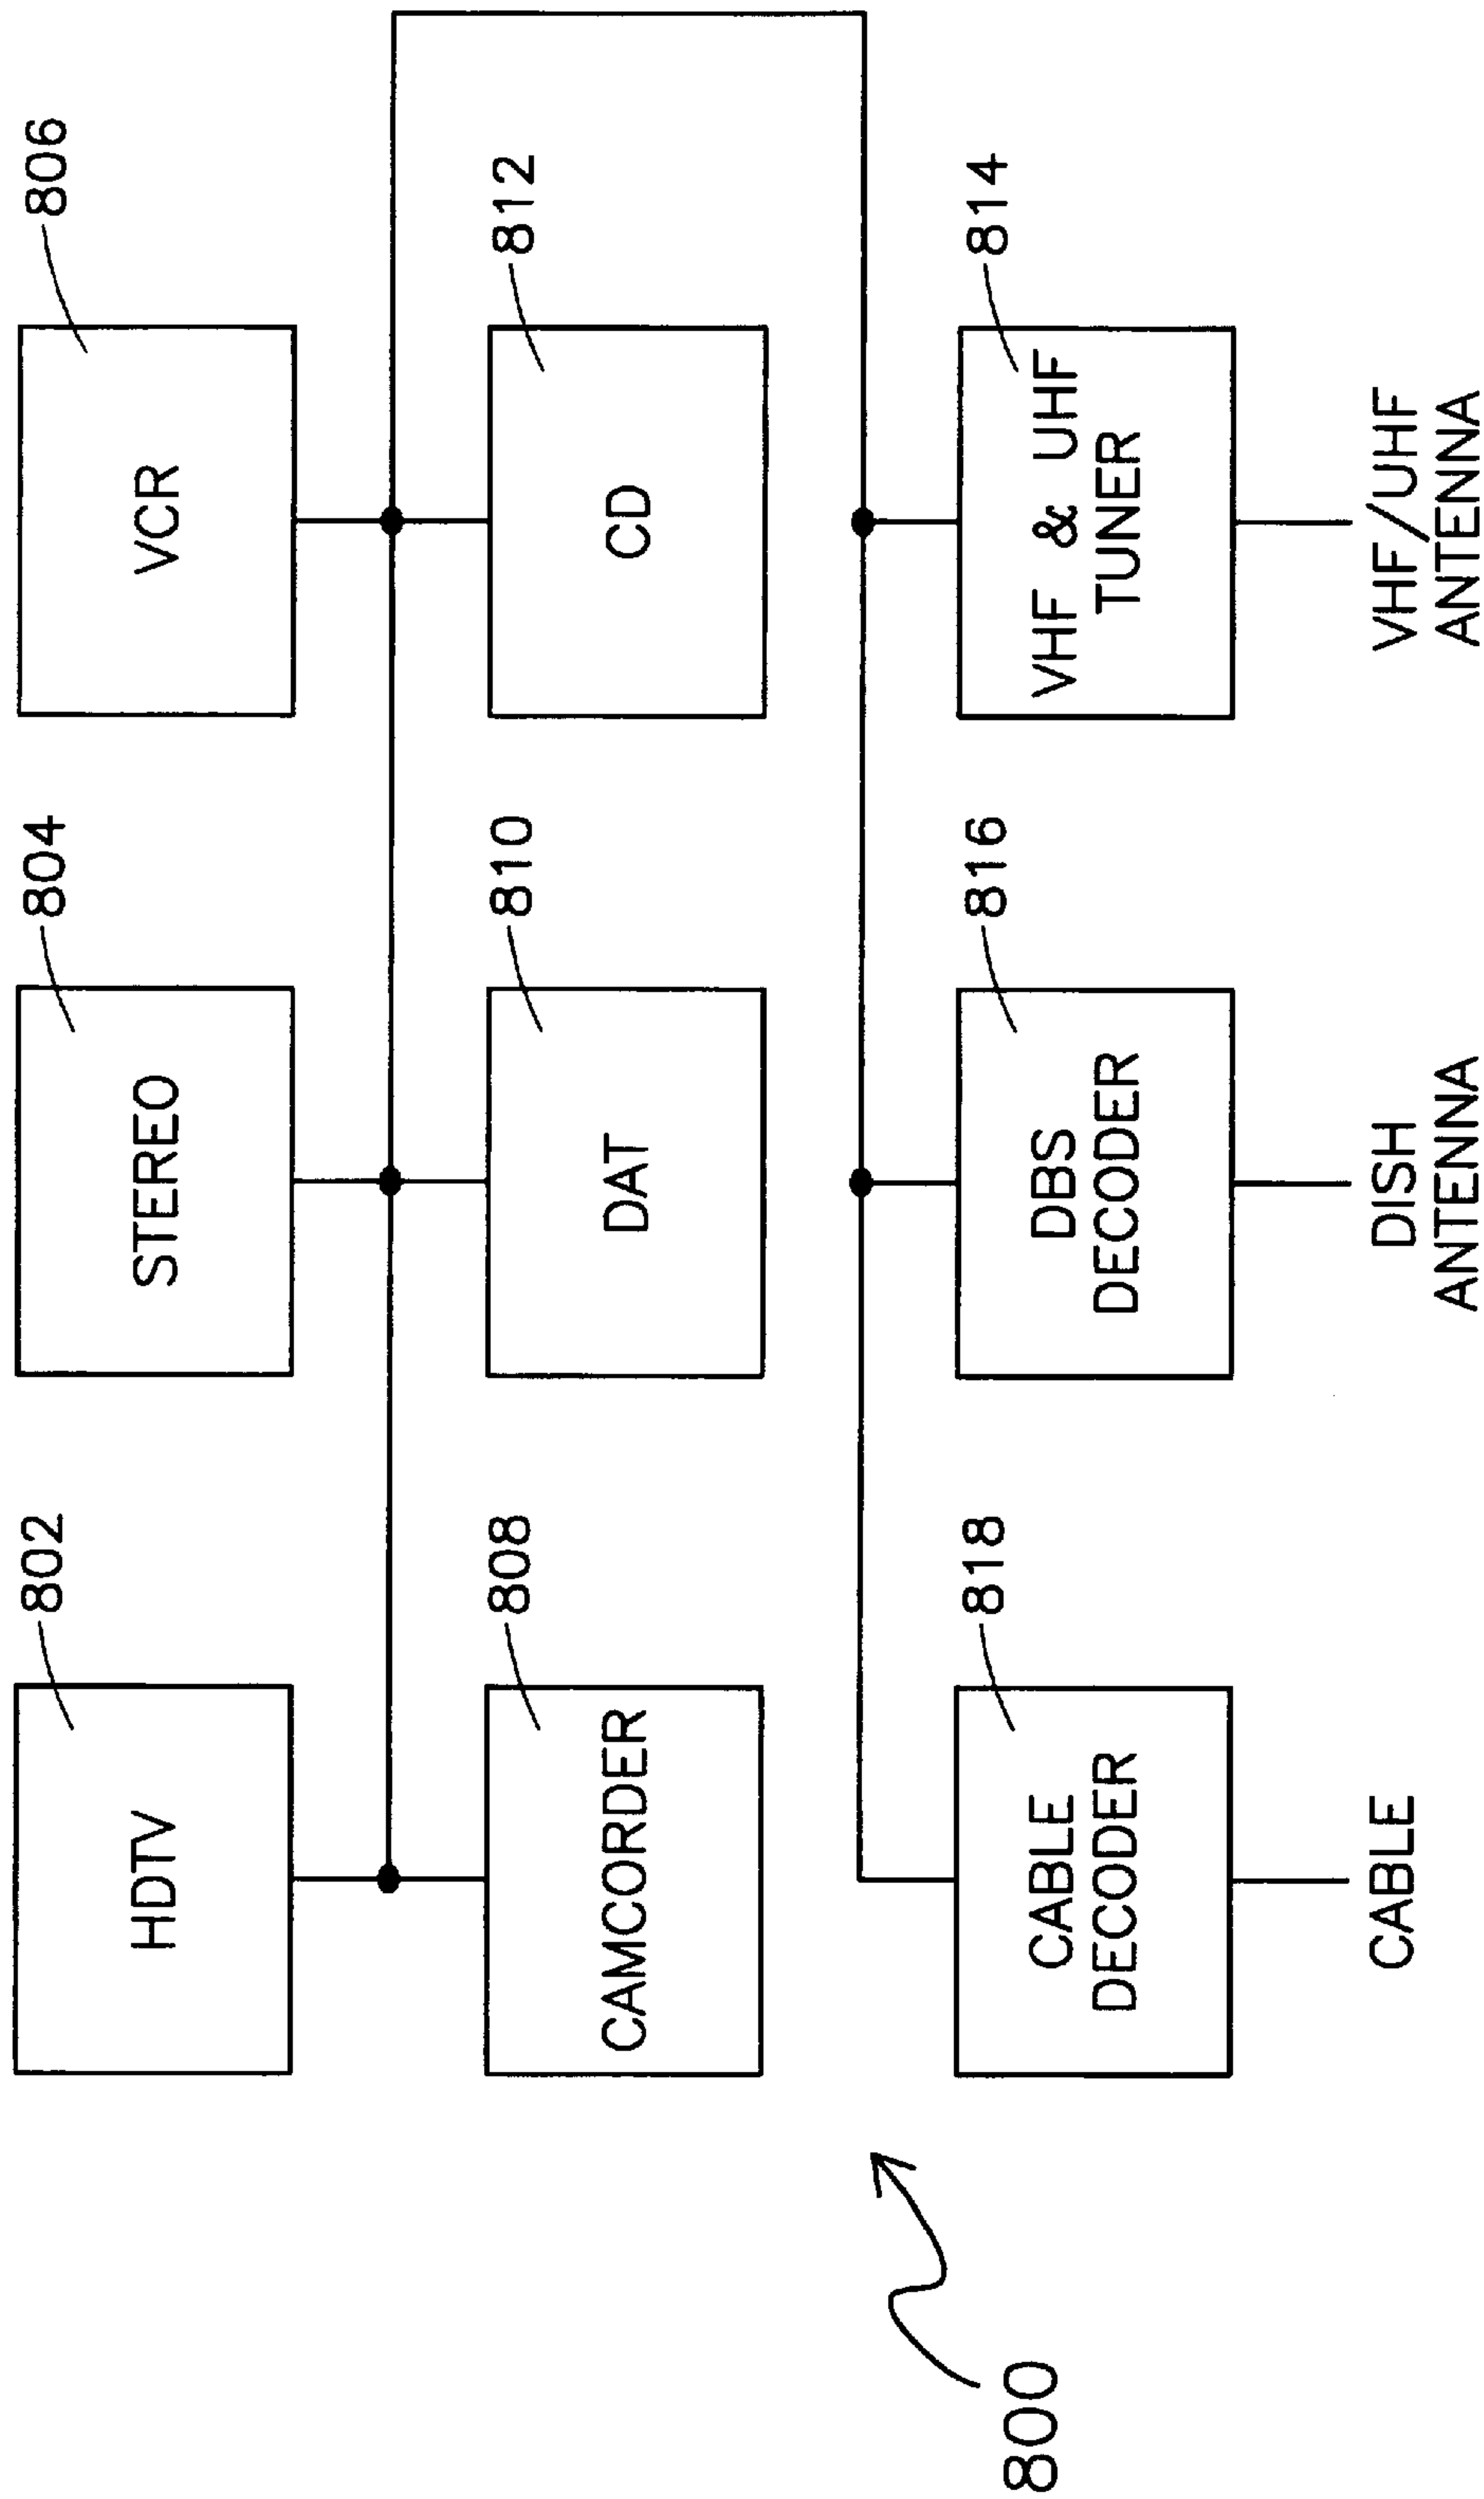 802
804
806
HDTV
STEREO
VCR
808
810
812
CAMORDER
DAT
CD
818
816
814
CABLE
DECODER
DBS
DECODER
VHF & UHF
TUNER
CABLE
DISH
ANTENNA
VHF/UHF
ANTENNA
800